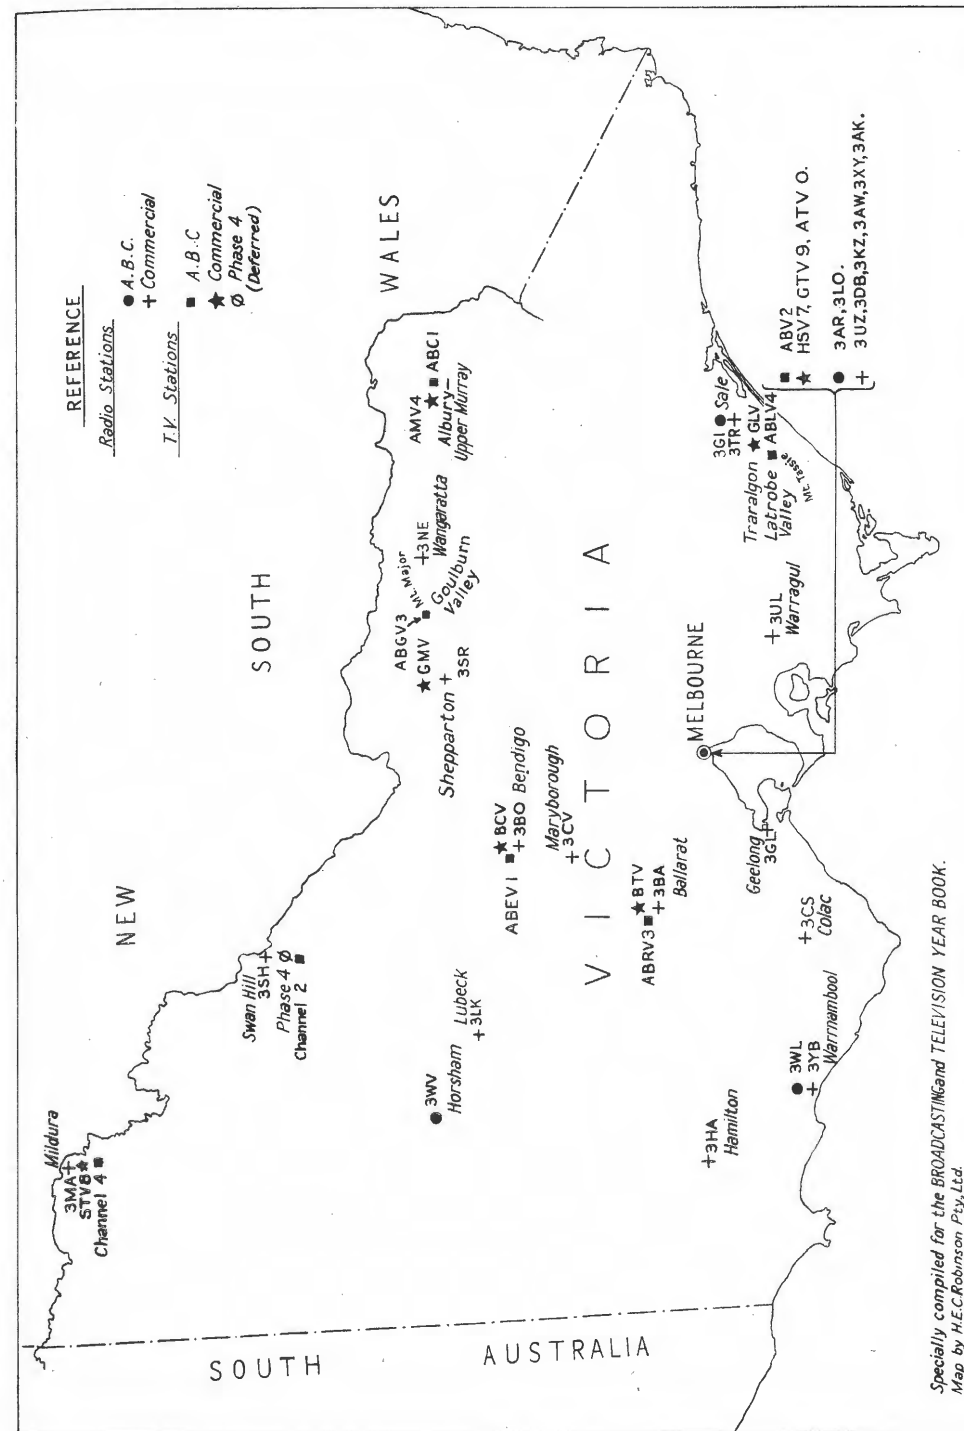 REFERENCE
Radio Stations
● A.B.C.
+ Commercial
T.V. Stations
■ A.B.C
★ Commercial
Ø Phase 4
(Deferred)
NEW
SOUTH
WALES
Mildura
3MA+
STV8★
Channel 4■
Swan Hill
3SH+
Phase 4 Ø
Channel 2 ■
ABGV3
★GMV
Mt. Major
Goulburn
Valley
Shepparton +
3SR
+3NE
Wangaratta
AMV4
★■ABC1
Albury—
Upper Murray
●3WV
Horsham
Lubeck
+3LK
ABEV1■★BCV
+3BO Bendigo
Maryborough
+3CV
VICTORIA
ABRV3■★BTV
+3BA
Ballarat
MELBOURNE
+3HA
Hamilton
●3WL
+3YB
Warrnambool
+3CS
Colac
Geelong
3GL+
+3UL
Warragul
3GI● Sale
3TR+
Traralgon ★GLV
Latrobe ■ABLV4
Valley
Mt. Tassie
■ ABV2
★ HSV7, GTV 9, ATV O.
● 3AR, 3LO.
+ 3UZ, 3DB, 3KZ, 3AW, 3XY, 3AK.
SOUTH AUSTRALIA
Specially compiled for the BROADCASTING and TELEVISION YEAR BOOK.
Map by H.E.C.Robinson Pty,Ltd.